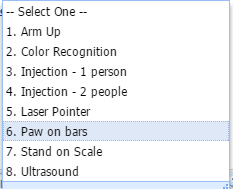 -- Select One --
1. Arm Up
2. Color Recognition
3. Injection - 1 person
4. Injection - 2 people
5. Laser Pointer
6. Paw on bars
7. Stand on Scale
8. Ultrasound